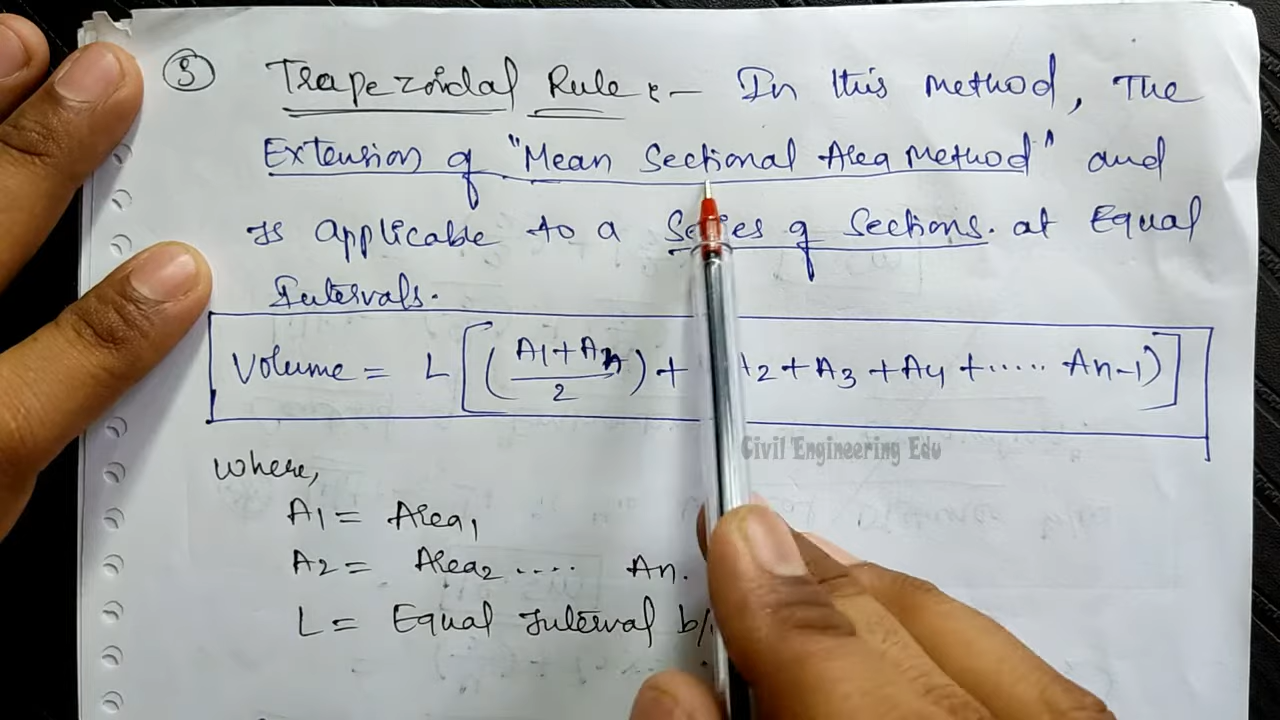 ③ Trapezoidal Rule :- In this method, The
Extension of "Mean Sectional Area Method" and
Is applicable to a Series of Sections. at Equal
Intervals.
Volume = L [ ( A1 + An / 2 ) + A2 + A3 + A4 + ..... An-1 ) ]
Civil Engineering Edu
where,
A1 = Area1
A2 = Area2 .... An.
L = Equal Interval b/